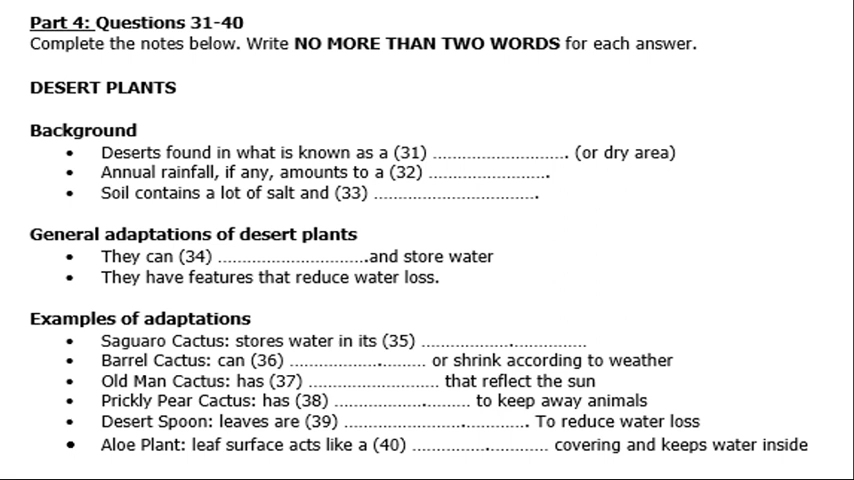 Part 4: Questions 31-40
Complete the notes below. Write NO MORE THAN TWO WORDS for each answer.
DESERT PLANTS
Background
• Deserts found in what is known as a (31) ............................ (or dry area)
• Annual rainfall, if any, amounts to a (32) .........................
• Soil contains a lot of salt and (33) ..................................
General adaptations of desert plants
• They can (34) ...............................and store water
• They have features that reduce water loss.
Examples of adaptations
• Saguaro Cactus: stores water in its (35) ..................................
• Barrel Cactus: can (36) ............................ or shrink according to weather
• Old Man Cactus: has (37) ........................... that reflect the sun
• Prickly Pear Cactus: has (38) ............................ to keep away animals
• Desert Spoon: leaves are (39) ...................................... To reduce water loss
• Aloe Plant: leaf surface acts like a (40) ............................ covering and keeps water inside